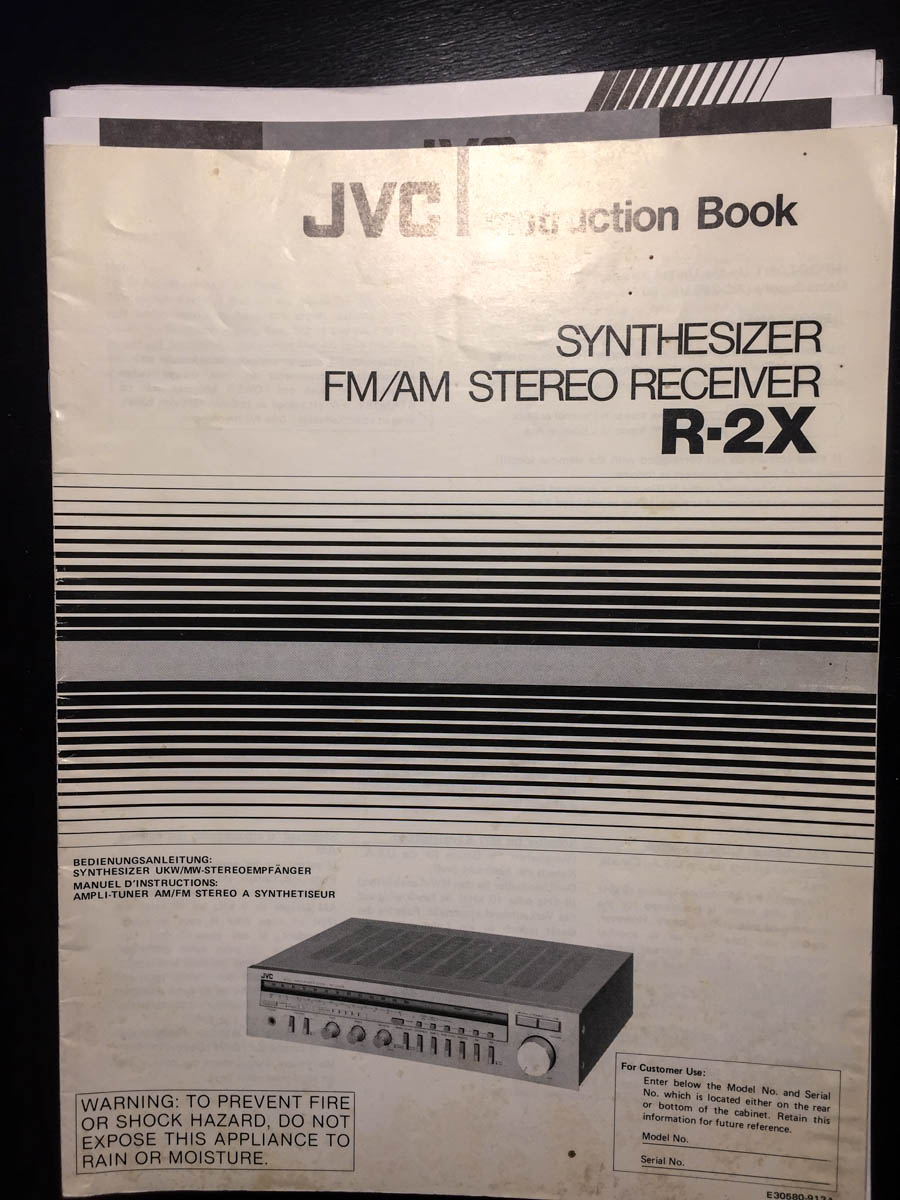 JVC Instruction Book
SYNTHESIZER
FM/AM STEREO RECEIVER
R-2X
BEDIENUNGSANLEITUNG:
SYNTHESIZER UKW/MW-STEREOEMPFÄNGER
MANUEL D'INSTRUCTIONS:
AMPLI-TUNER AM/FM STEREO A SYNTHETISEUR
JVC
WARNING: TO PREVENT FIRE
OR SHOCK HAZARD, DO NOT
EXPOSE THIS APPLIANCE TO
RAIN OR MOISTURE.
For Customer Use:
Enter below the Model No. and Serial
No. which is located either on the rear
or bottom of the cabinet. Retain this
information for future reference.
Model No.
Serial No.